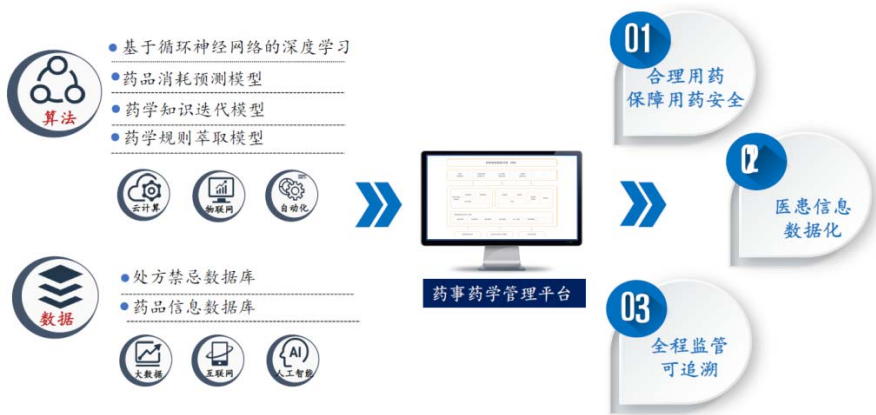 算法
基于循环神经网络的深度学习
药品消耗预测模型
药学知识迭代模型
药学规则萃取模型
云计算
物联网
自动化
数据
处方禁忌数据库
药品信息数据库
大数据
互联网
AI
人工智能
药事药学管理平台
01
合理用药
保障用药安全
02
医患信息
数据化
03
全程监管
可追溯